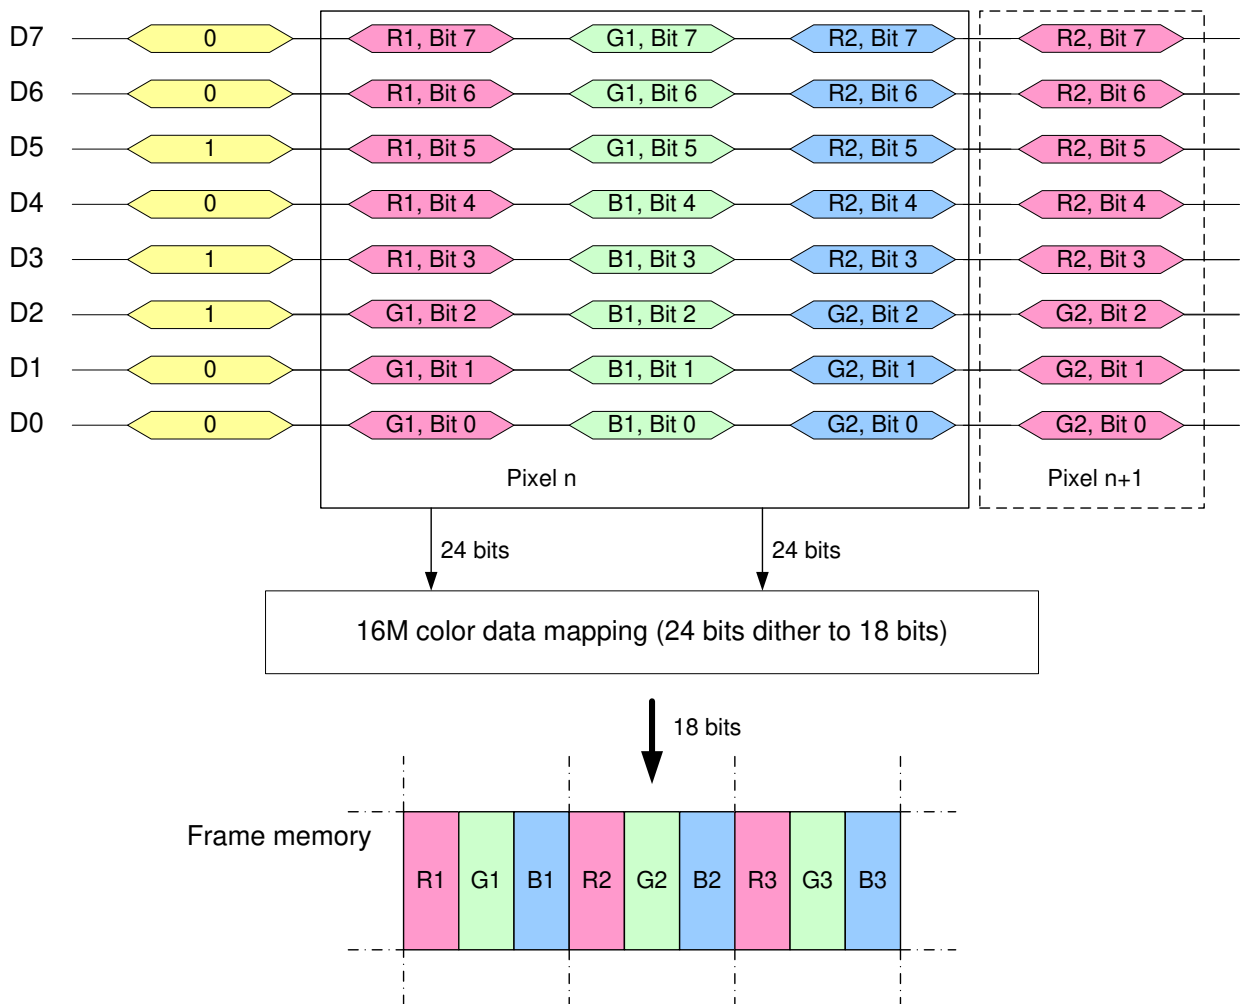 D7 0 R1, Bit 7 G1, Bit 7 R2, Bit 7 R2, Bit 7
D6 0 R1, Bit 6 G1, Bit 6 R2, Bit 6 R2, Bit 6
D5 1 R1, Bit 5 G1, Bit 5 R2, Bit 5 R2, Bit 5
D4 0 R1, Bit 4 B1, Bit 4 R2, Bit 4 R2, Bit 4
D3 1 R1, Bit 3 B1, Bit 3 R2, Bit 3 R2, Bit 3
D2 1 G1, Bit 2 B1, Bit 2 G2, Bit 2 G2, Bit 2
D1 0 G1, Bit 1 B1, Bit 1 G2, Bit 1 G2, Bit 1
D0 0 G1, Bit 0 B1, Bit 0 G2, Bit 0 G2, Bit 0
Pixel n Pixel n+1
24 bits 24 bits
16M color data mapping (24 bits dither to 18 bits)
18 bits
Frame memory
R1 G1 B1 R2 G2 B2 R3 G3 B3